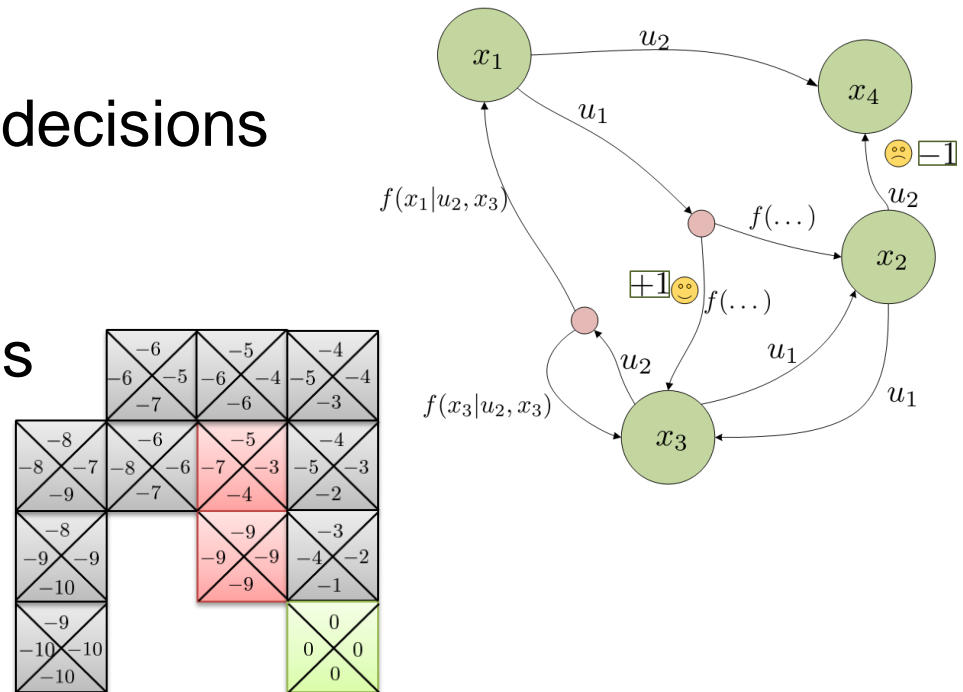 decisions
s
x₁
u₂
x₄
u₁
−1
f(x₁|u₂, x₃)
f(...)
u₂
x₂
+1
f(...)
u₂
u₁
f(x₃|u₂, x₃)
u₁
x₃
−6 −5 −4
−6 −5 −6 −4 −5 −4
−7 −6 −3
−8 −6 −5 −4
−8 −7 −8 −6 −7 −3 −5 −3
−9 −7 −4 −2
−8 −9 −3
−9 −9 −9 −9 −4 −2
−10 −9 −1
−9 0
−10 −10 0 0
−10 0